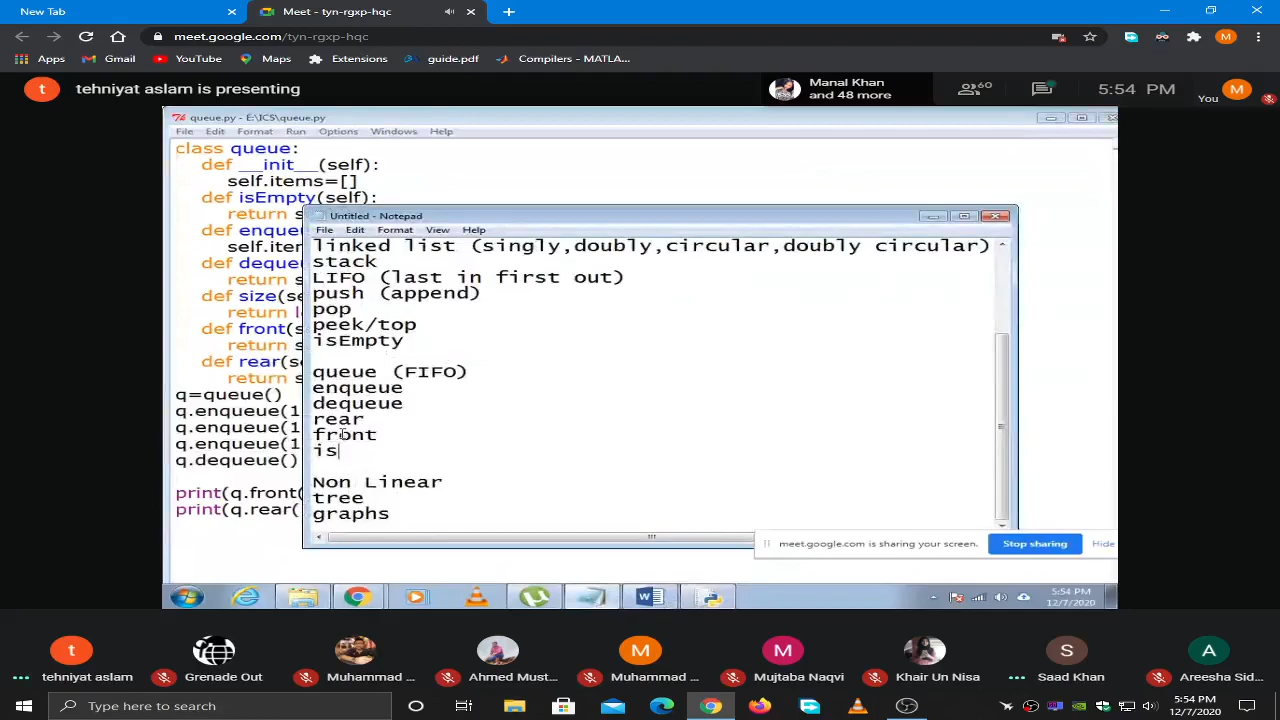 New Tab
Meet - tyn-rgxp-hqc
meet.google.com/tyn-rgxp-hqc
Apps
Gmail
YouTube
Maps
Extensions
guide.pdf
Compilers - MATLA...
t
tehniyat aslam is presenting
Manal Khan
and 48 more
60
5:54 PM
You
M
queue.py - E:\ICS\queue.py
File Edit Format Run Options Windows Help
class queue:
def __init__(self):
self.items=[]
def isEmpty(self):
return s
def enque
self.item
def deque
return s
def size(se
return le
def front(s
return s
def rear(se
return s
q=queue()
q.enqueue(1
q.enqueue(1
q.enqueue(1
q.dequeue()
print(q.front(
print(q.rear(
Untitled - Notepad
File Edit Format View Help
linked list (singly,doubly,circular,doubly circular)
stack
LIFO (last in first out)
push (append)
pop
peek/top
isEmpty
queue (FIFO)
enqueue
dequeue
rear
front
is
Non Linear
tree
graphs
meet.google.com is sharing your screen.
Stop sharing
Hide
5:54 PM
12/7/2020
t
M
M
S
A
tehniyat aslam
Grenade Out
Muhammad ...
Ahmed Must...
Muhammad ...
Mujtaba Naqvi
Khair Un Nisa
Saad Khan
Areesha Sid...
Type here to search
5:54 PM
12/7/2020